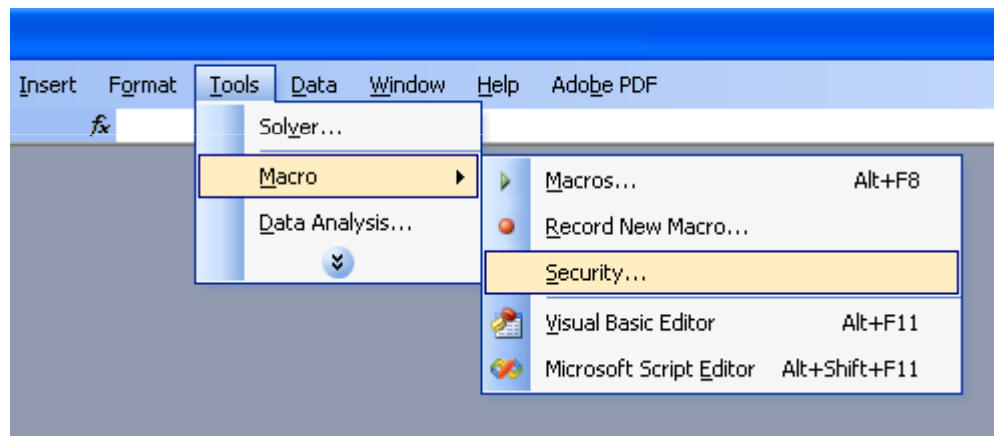 Insert Format Tools Data Window Help Adobe PDF
fx
Solver...
Macro
Data Analysis...
Macros... Alt+F8
Record New Macro...
Security...
Visual Basic Editor Alt+F11
Microsoft Script Editor Alt+Shift+F11